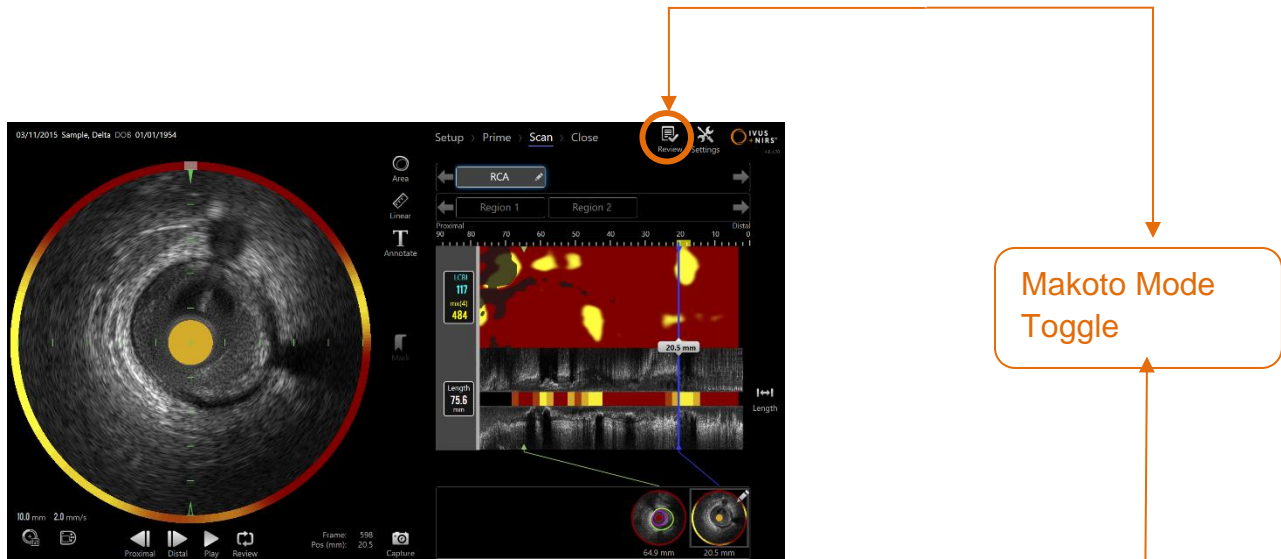 03/11/2015 Sample, Delta DOB 01/01/1954
Setup › Prime › Scan › Close
Review
Settings
IVUS
+NIRS
Area
RCA
Linear
Region 1
Region 2
Annotate
Proximal
Distal
90 80 70 60 50 40 30 20 10 0
LCBI
117
mx(4)
484
Makoto Mode
Toggle
20.5 mm
Mark
Length
75.6
mm
Length
10.0 mm 2.0 mm/s
Proximal
Distal
Play
Review
Frame: 598
Pos (mm): 20.5
Capture
64.9 mm
20.5 mm